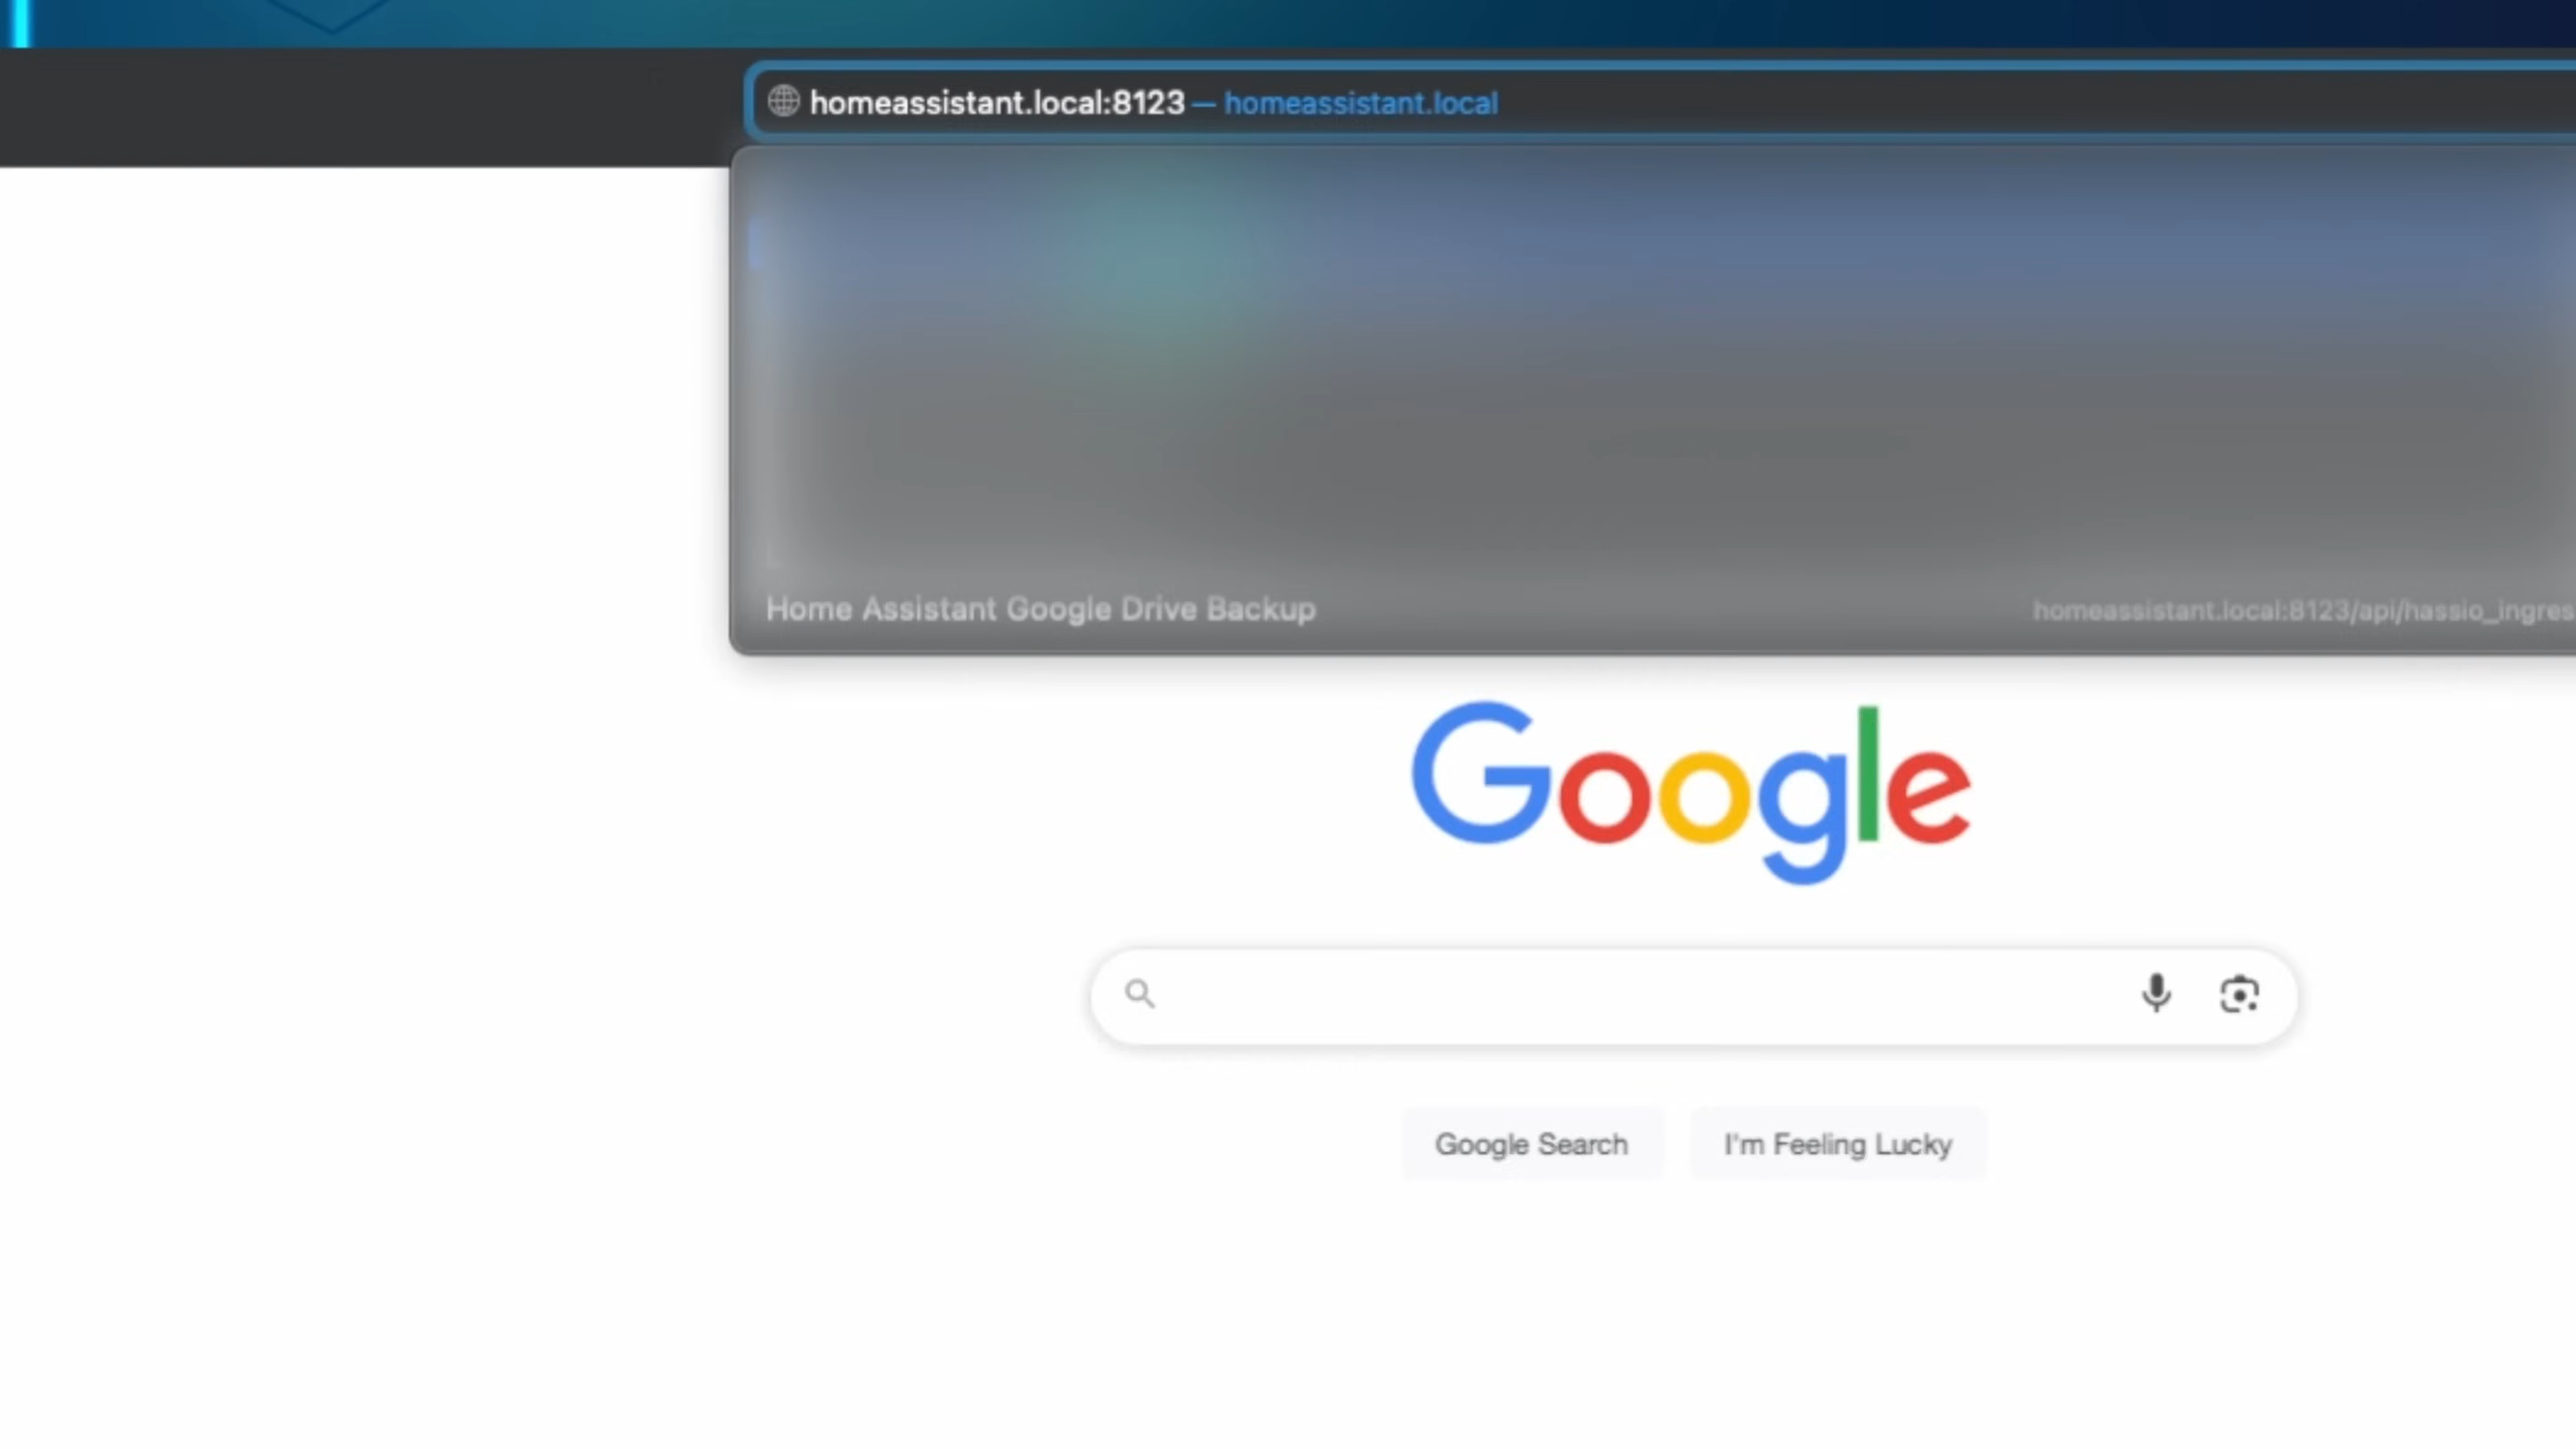 homeassistant.local:8123 — homeassistant.local
Home Assistant Google Drive Backup
homeassistant.local:8123/api/hassio_ingres
Google
Google Search
I'm Feeling Lucky